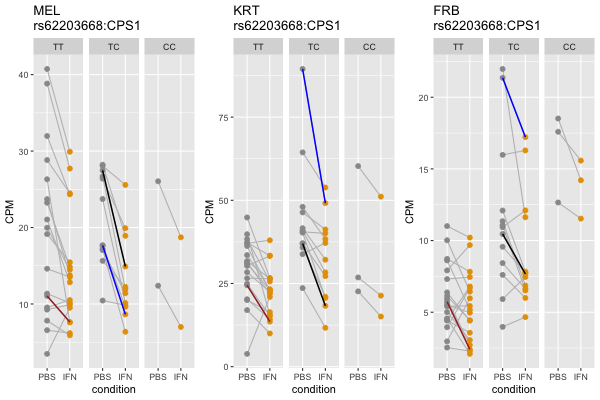 MEL
rs62203668:CPS1
TT TC CC
CPM
40
30
20
10
PBS IFN PBS IFN PBS IFN
condition
KRT
rs62203668:CPS1
TT TC CC
CPM
75
50
25
0
PBS IFN PBS IFN PBS IFN
condition
FRB
rs62203668:CPS1
TT TC CC
CPM
20
15
10
5
PBS IFN PBS IFN PBS IFN
condition